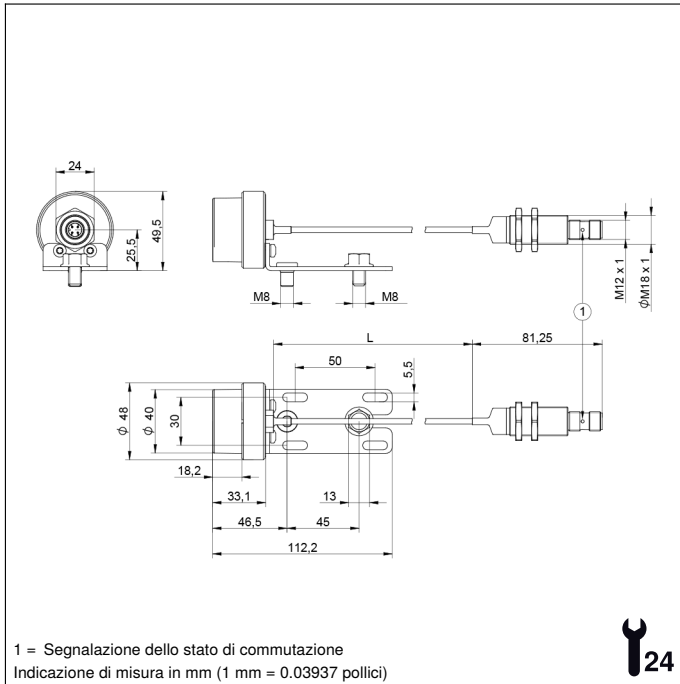 24
49,5
25,5
M8
M8
M12 x 1
ϕM18 x 1
1
L
81,25
50
5,5
ϕ 48
ϕ 40
30
18,2
33,1
13
46,5
45
112,2
1 = Segnalazione dello stato di commutazione
Indicazione di misura in mm (1 mm = 0.03937 pollici)
24